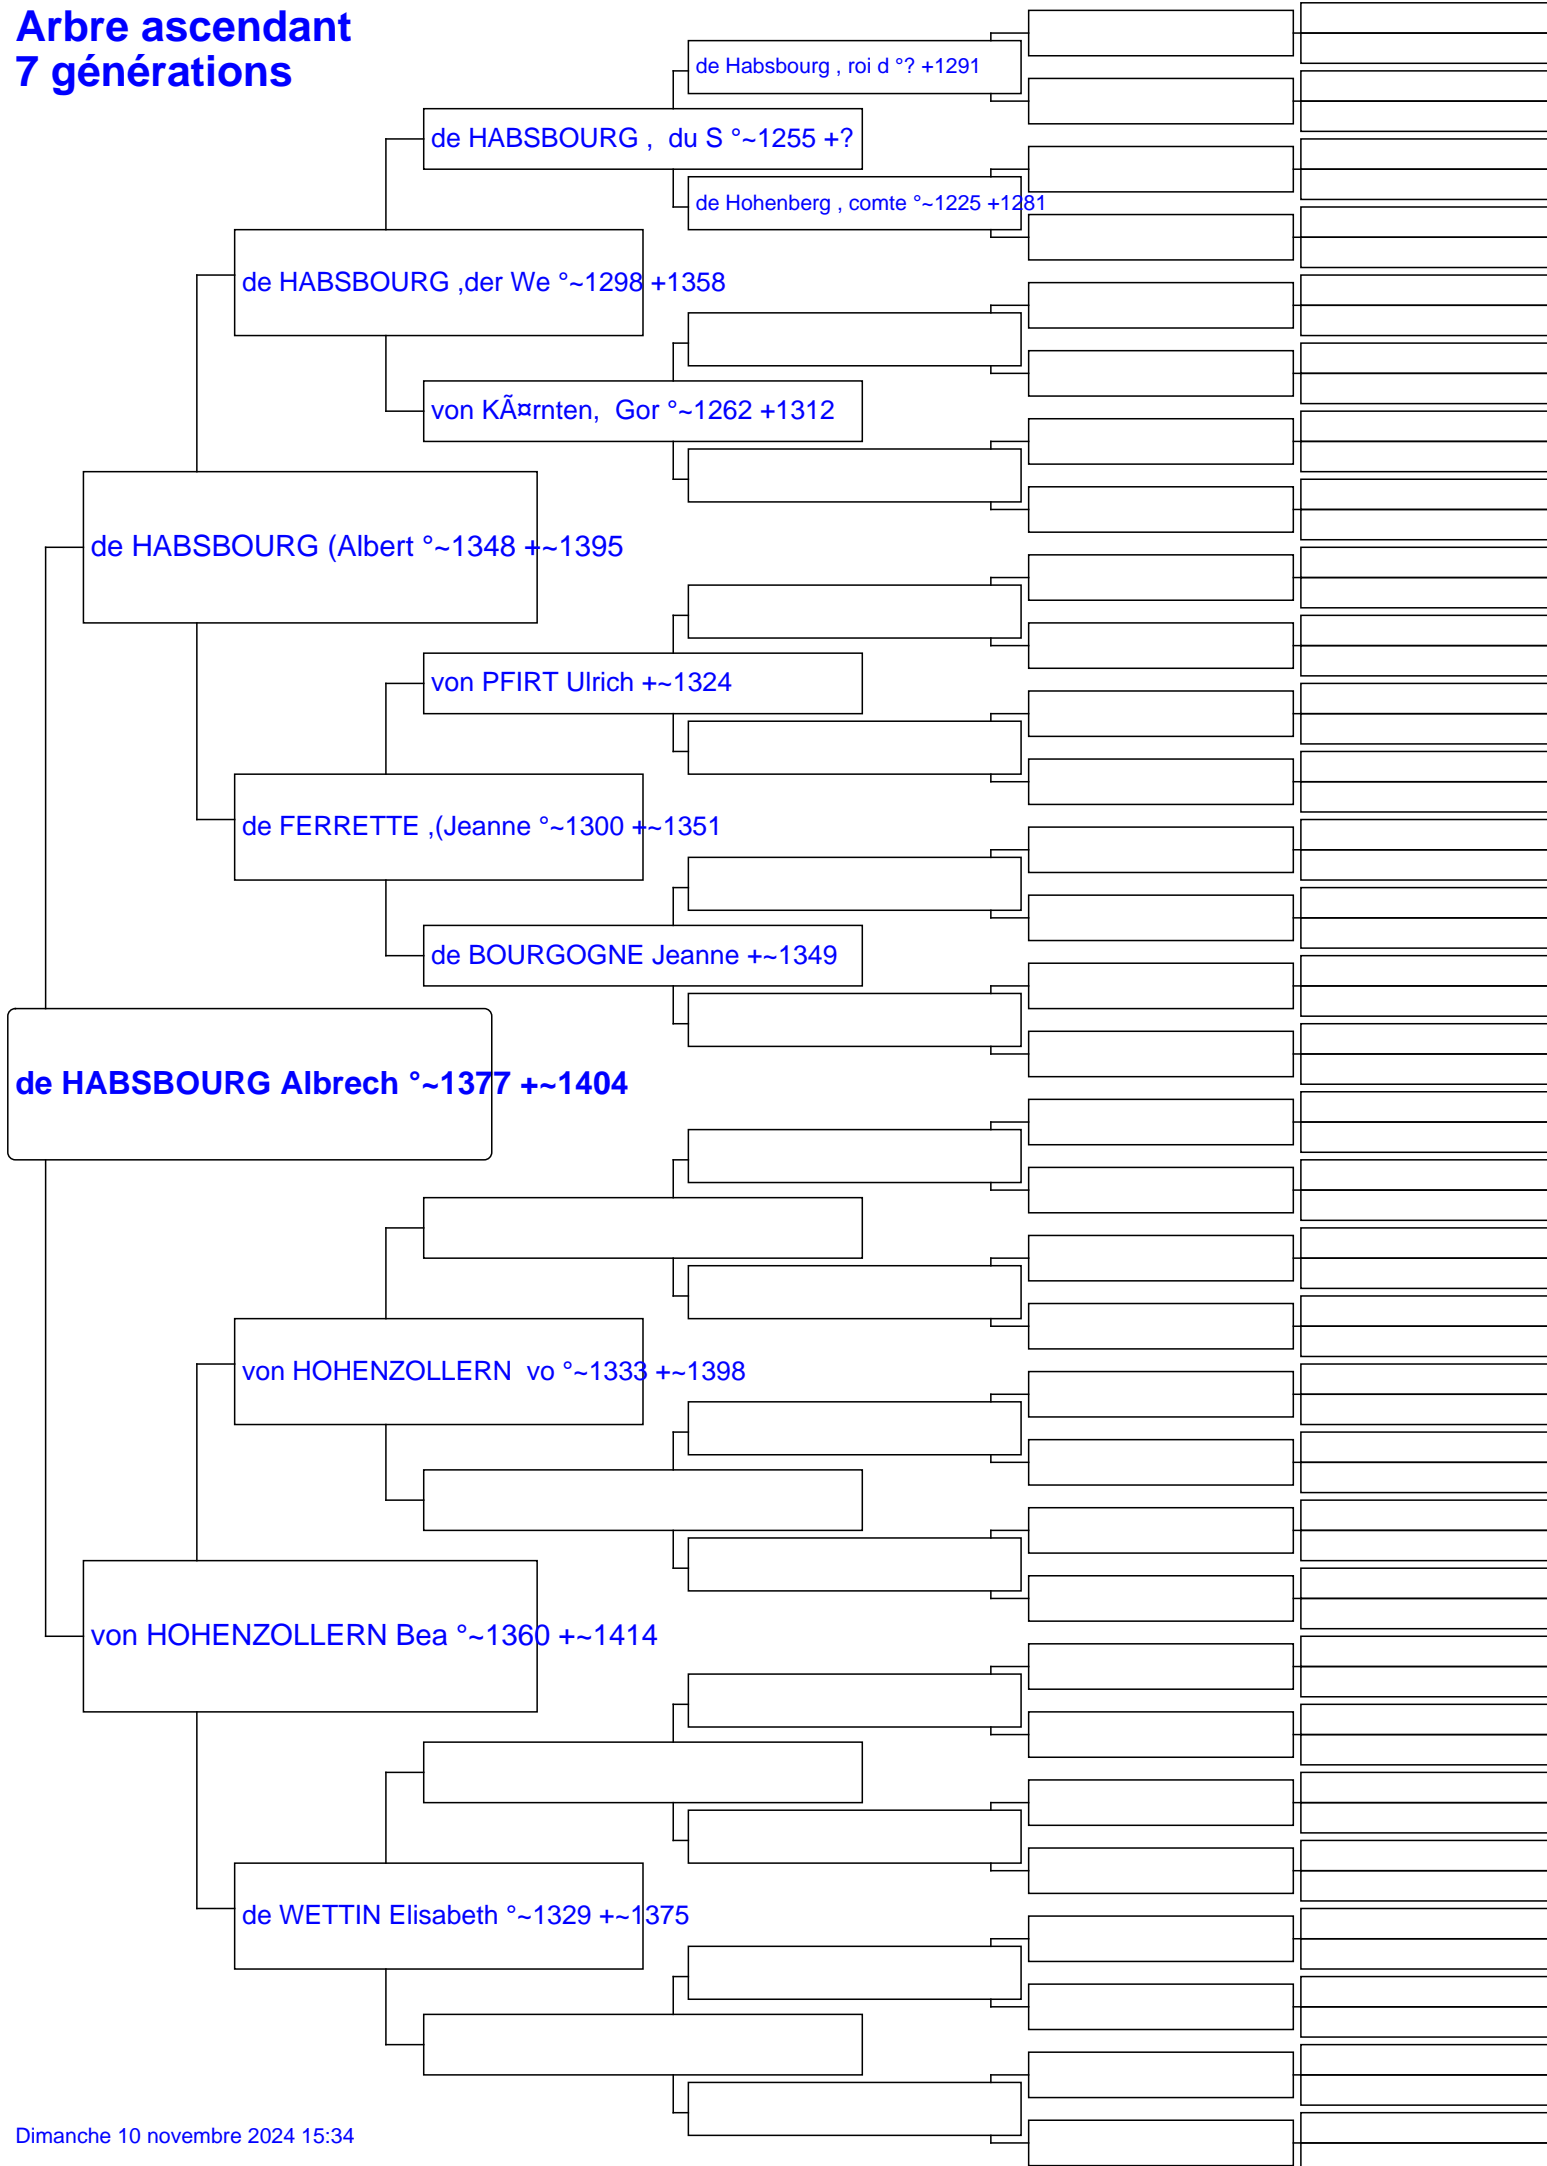 Arbre ascendant
7 générations
de Habsbourg , roi d °? +1291
de HABSBOURG ,  du S °~1255 +?
de Hohenberg , comte °~1225 +1281
de HABSBOURG ,der We °~1298 +1358
von KÃ¤rnten,  Gor °~1262 +1312
de HABSBOURG (Albert °~1348 +~1395
von PFIRT Ulrich +~1324
de FERRETTE ,(Jeanne °~1300 +~1351
de BOURGOGNE Jeanne +~1349
de HABSBOURG Albrech °~1377 +~1404
von HOHENZOLLERN  vo °~1333 +~1398
von HOHENZOLLERN Bea °~1360 +~1414
de WETTIN Elisabeth °~1329 +~1375
Dimanche 10 novembre 2024 15:34